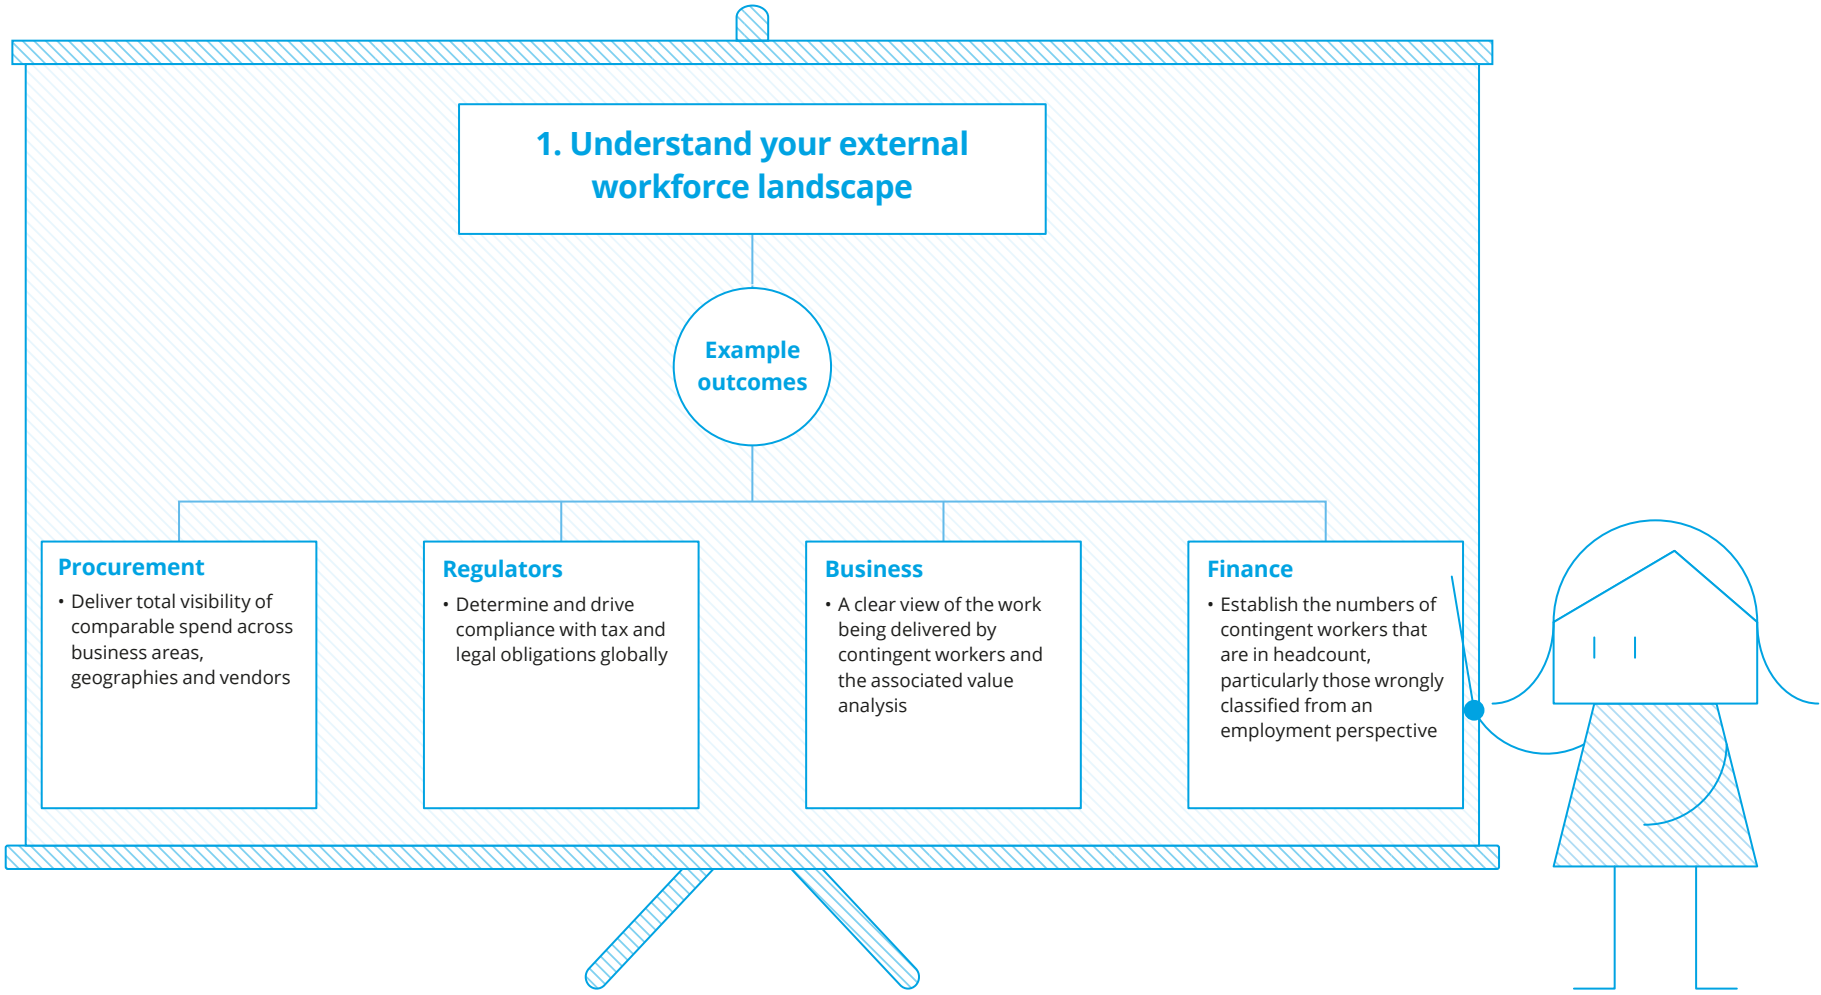 1. Understand your external
workforce landscape
Example
outcomes
Procurement
• Deliver total visibility of
comparable spend across
business areas,
geographies and vendors
Regulators
• Determine and drive
compliance with tax and
legal obligations globally
Business
• A clear view of the work
being delivered by
contingent workers and
the associated value
analysis
Finance
• Establish the numbers of
contingent workers that
are in headcount,
particularly those wrongly
classified from an
employment perspective